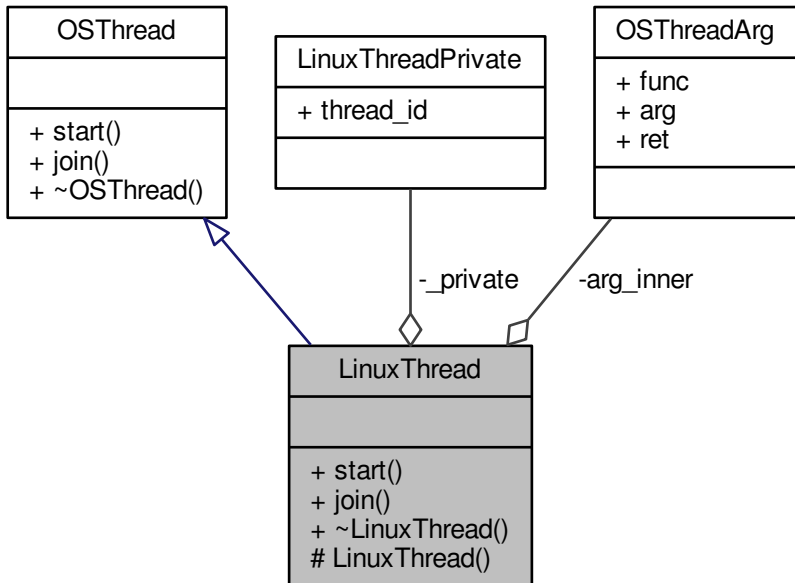 OSThread
+ start()
+ join()
+ ~OSThread()
LinuxThreadPrivate
+ thread_id
OSThreadArg
+ func
+ arg
+ ret
-_private
-arg_inner
LinuxThread
+ start()
+ join()
+ ~LinuxThread()
# LinuxThread()